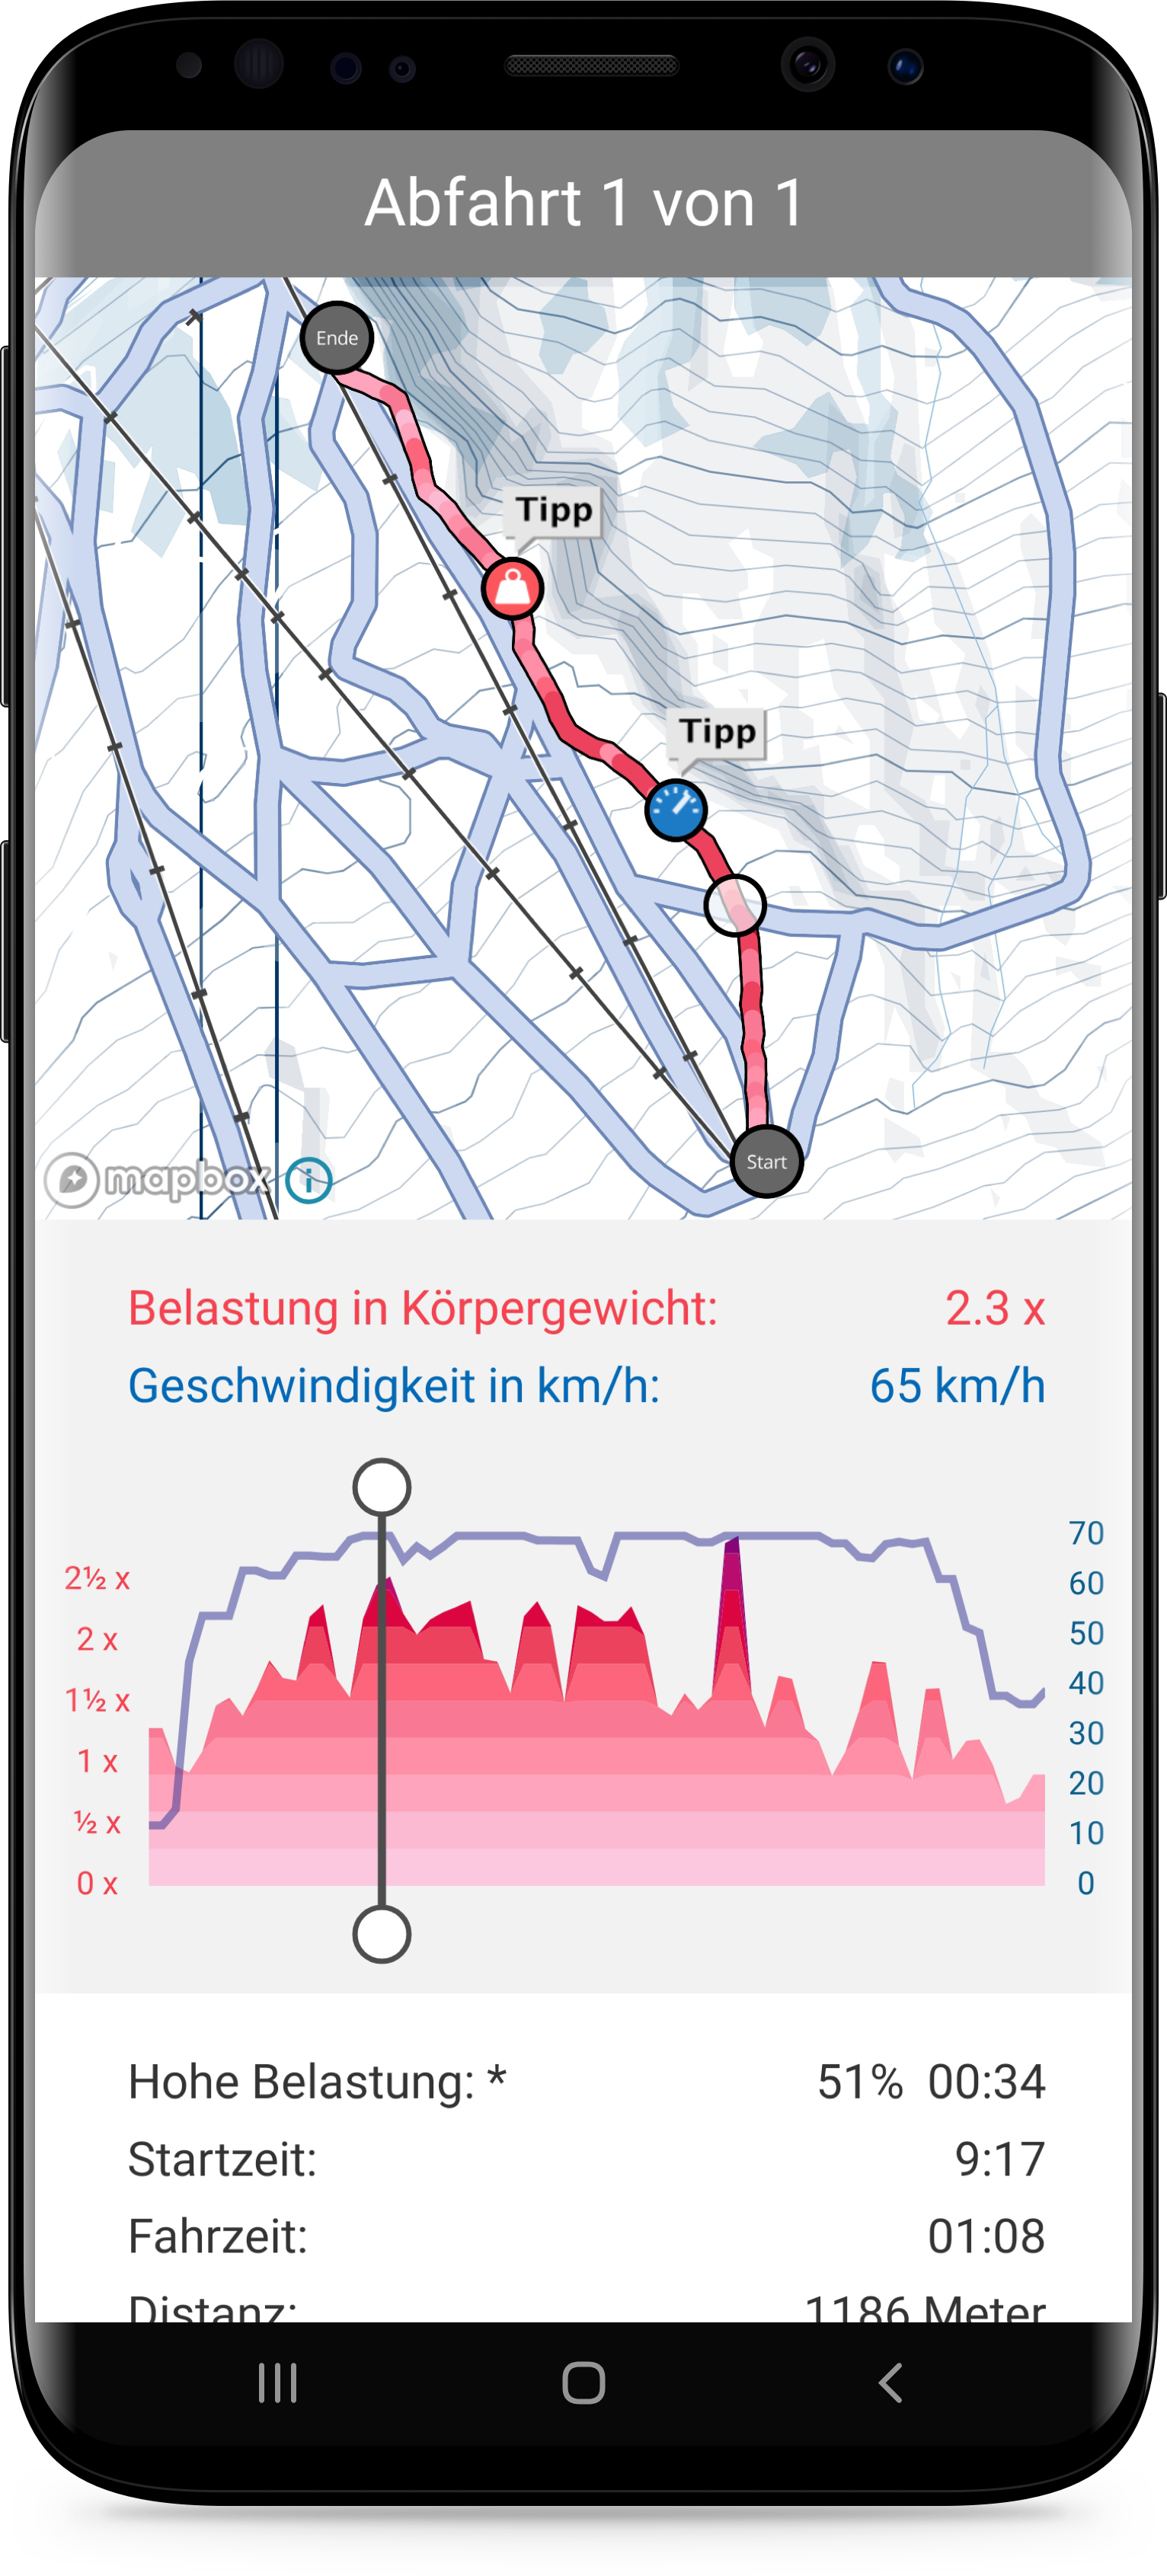 Abfahrt 1 von 1
Ende
Tipp
Tipp
Start
mapbox i
Belastung in Körpergewicht: 2.3 x
Geschwindigkeit in km/h: 65 km/h
70
2½ x 60
2 x 50
1½ x 40
30
1 x 20
½ x 10
0 x 0
Hohe Belastung: * 51% 00:34
Startzeit: 9:17
Fahrzeit: 01:08
Distanz: 1186 Meter